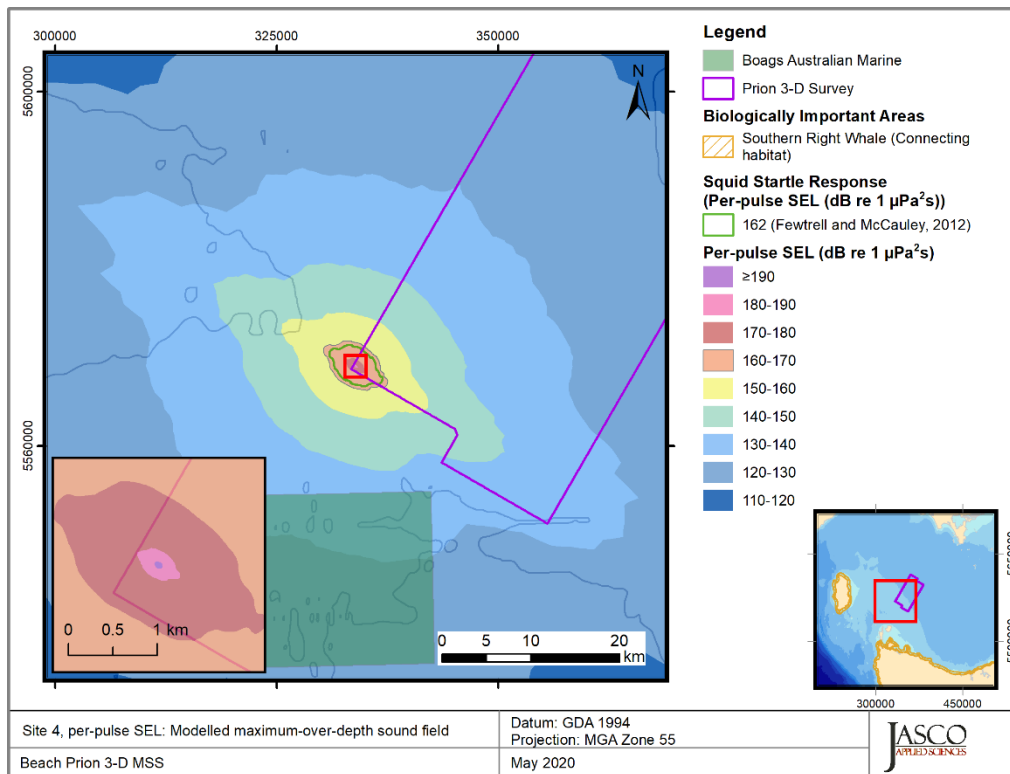 300000
325000
350000
5600000
5560000
N
0 0.5 1 km
0 5 10 20
km
Legend
Boags Australian Marine
Prion 3-D Survey
Biologically Important Areas
Southern Right Whale (Connecting
habitat)
Squid Startle Response
(Per-pulse SEL (dB re 1 µPa²s))
162 (Fewtrell and McCauley, 2012)
Per-pulse SEL (dB re 1 µPa²s)
≥190
180-190
170-180
160-170
150-160
140-150
130-140
120-130
110-120
300000 450000
Site 4, per-pulse SEL: Modelled maximum-over-depth sound field
Datum: GDA 1994
Projection: MGA Zone 55
Beach Prion 3-D MSS
May 2020
JASCO
APPLIED SCIENCES